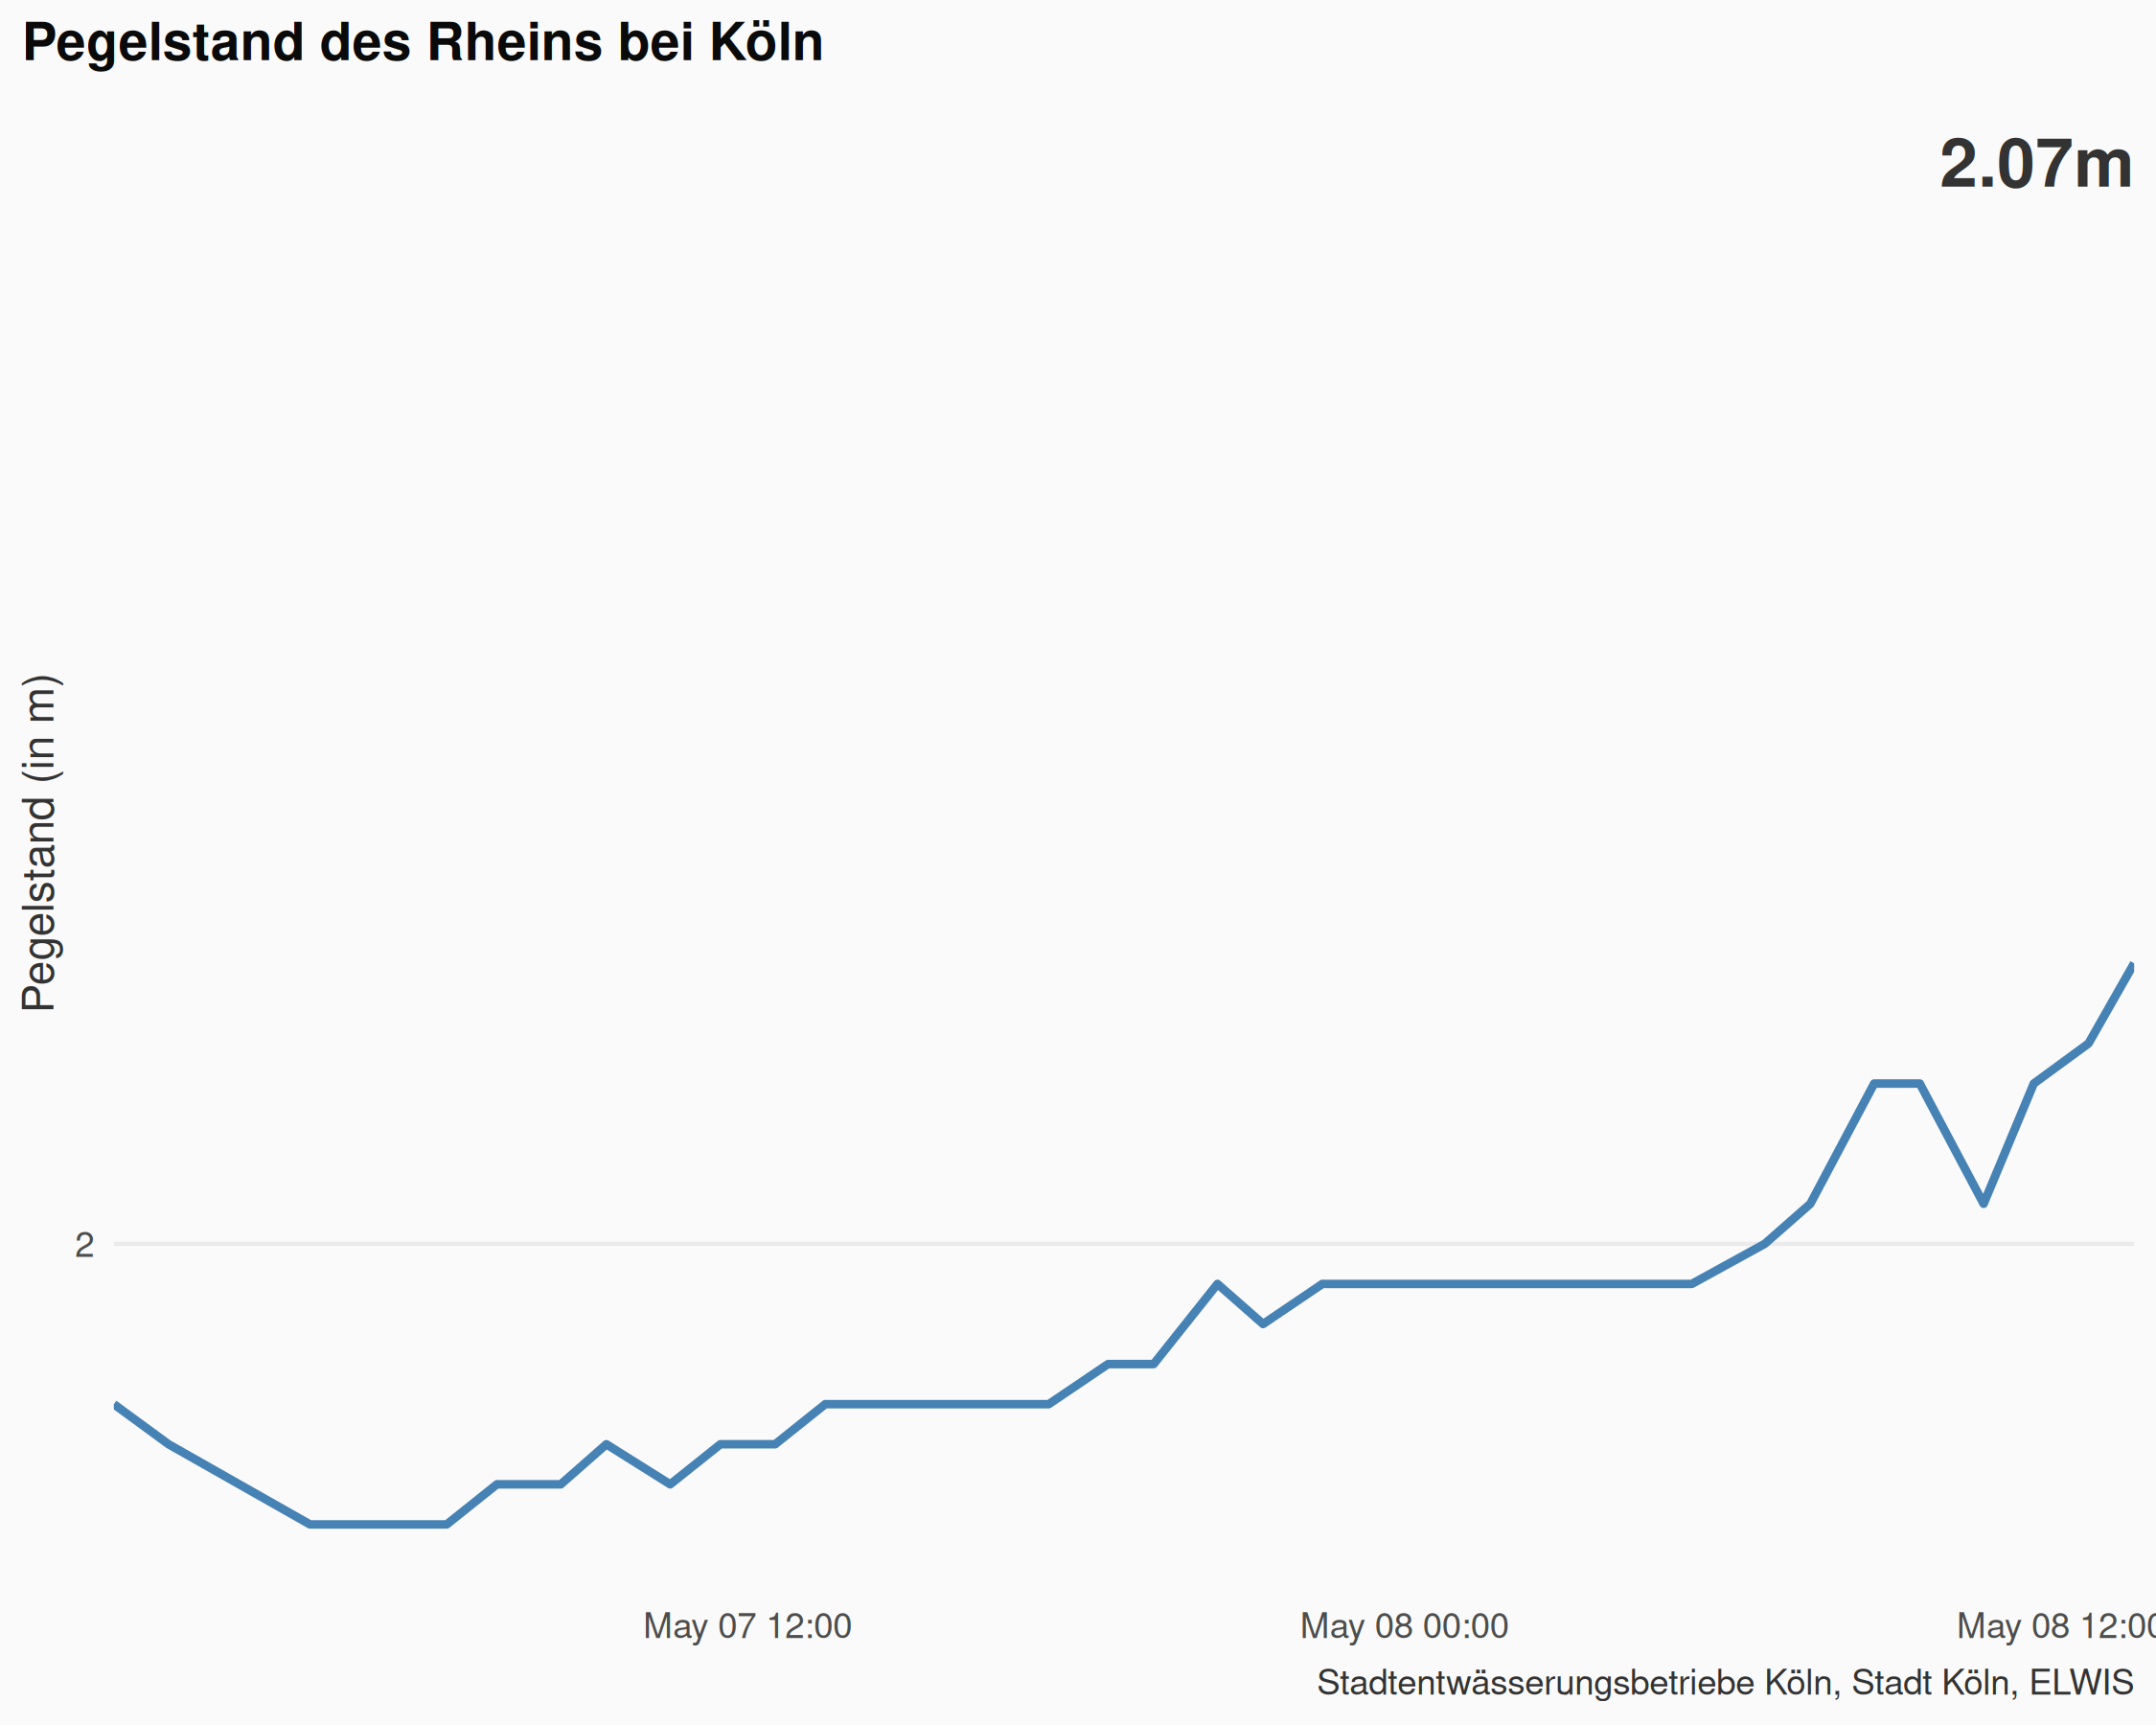 Pegelstand des Rheins bei Köln
2.07m
Pegelstand (in m)
2
May 07 12:00
May 08 00:00
May 08 12:00
Stadtentwässerungsbetriebe Köln, Stadt Köln, ELWIS